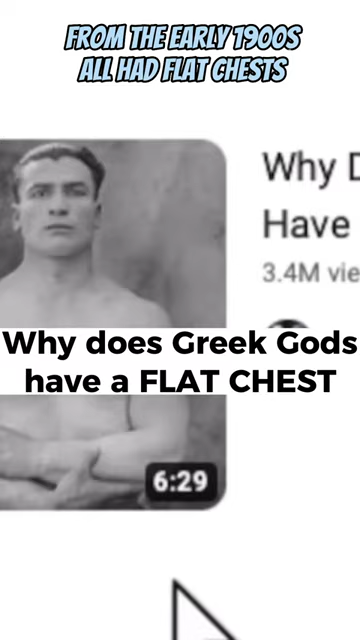 FROM THE EARLY 1900S
ALL HAD FLAT CHESTS
Why D
Have
3.4M vie
Why does Greek Gods
have a FLAT CHEST
6:29